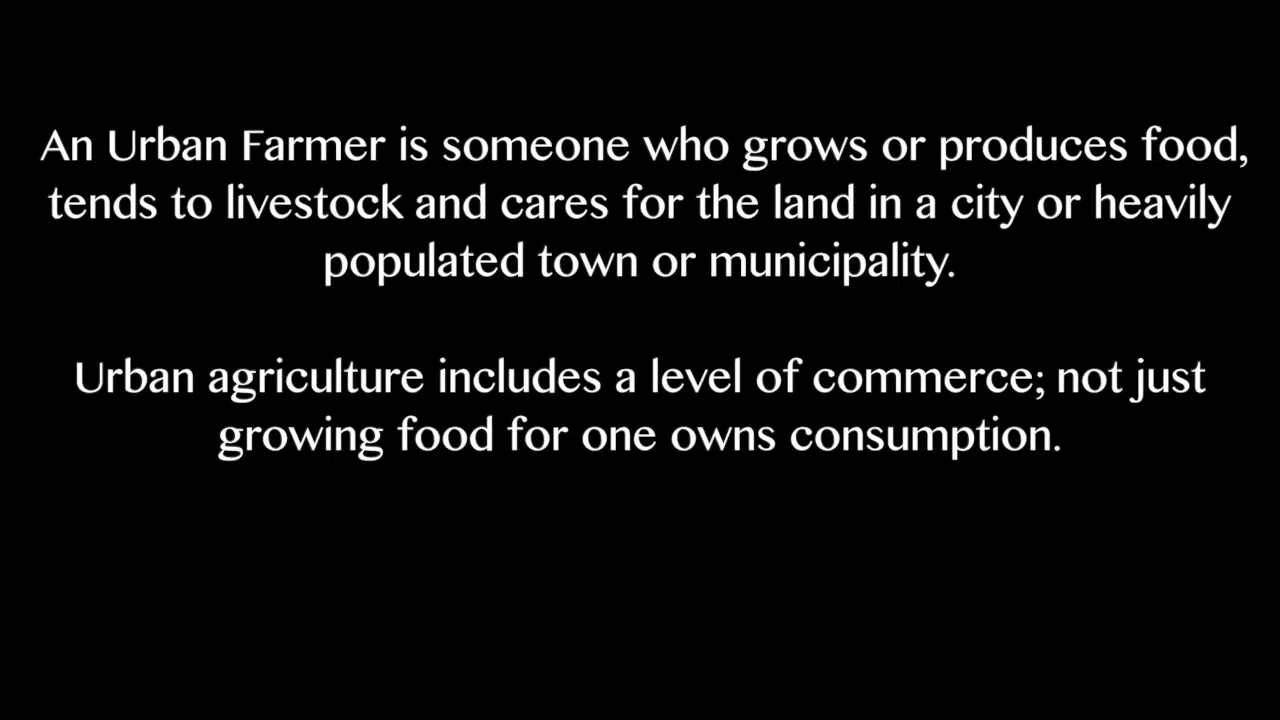 An Urban Farmer is someone who grows or produces food,
tends to livestock and cares for the land in a city or heavily
populated town or municipality.
Urban agriculture includes a level of commerce; not just
growing food for one owns consumption.